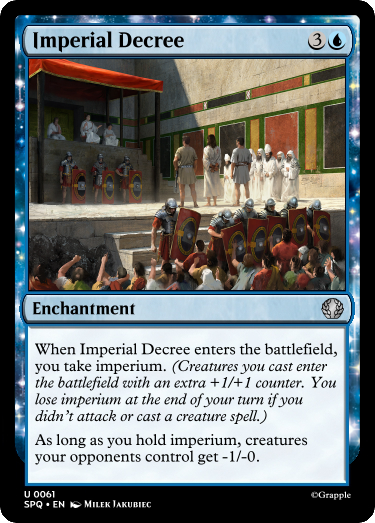 Imperial Decree 3
Enchantment
When Imperial Decree enters the battlefield,
you take imperium. (Creatures you cast enter
the battlefield with an extra +1/+1 counter. You
lose imperium at the end of your turn if you
didn't attack or cast a creature spell.)
As long as you hold imperium, creatures
your opponents control get -1/-0.
U 0061
SPQ • EN Milek Jakubiec
©Grapple